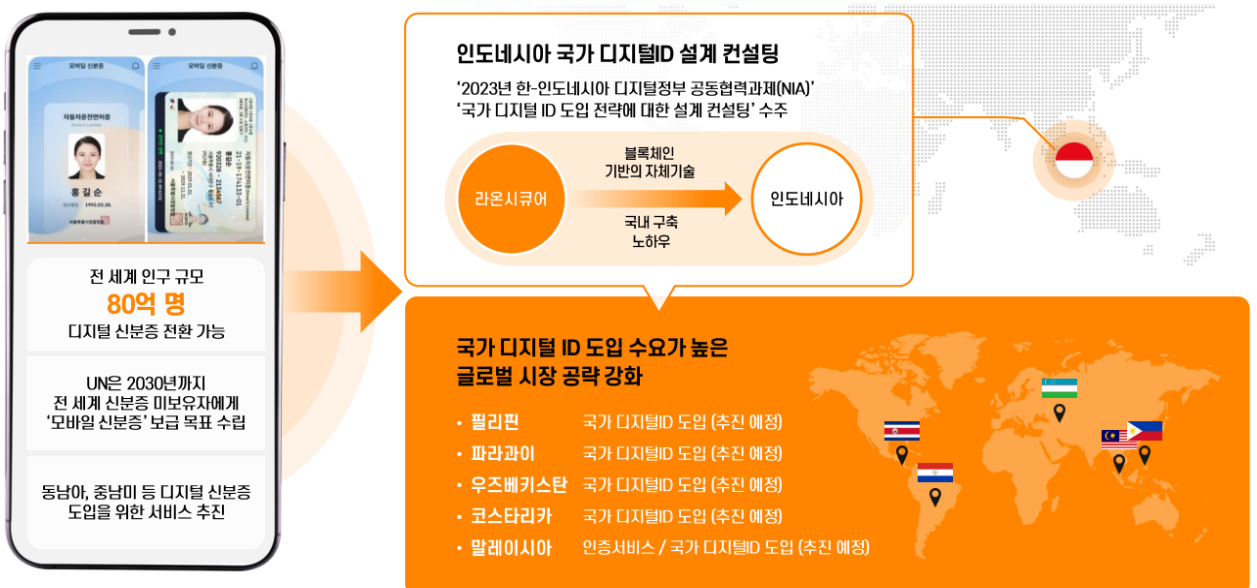 모바일 신분증
자동차운전면허증
홍길순
1992.03.28.
모바일 신분증
홍길순
전 세계 인구 규모
80억 명
디지털 신분증 전환 가능
UN은 2030년까지
전 세계 신분증 미보유자에게
‘모바일 신분증’ 보급 목표 수립
동남아, 중남미 등 디지털 신분증
도입을 위한 서비스 추진
인도네시아 국가 디지털ID 설계 컨설팅
‘2023년 한-인도네시아 디지털정부 공동협력과제(NIA)’
‘국가 디지털 ID 도입 전략에 대한 설계 컨설팅’ 수주
라온시큐어
블록체인
기반의 자체기술
국내 구축
노하우
인도네시아
국가 디지털 ID 도입 수요가 높은
글로벌 시장 공략 강화
• 필리핀 국가 디지털ID 도입 (추진 예정)
• 파라과이 국가 디지털ID 도입 (추진 예정)
• 우즈베키스탄 국가 디지털ID 도입 (추진 예정)
• 코스타리카 국가 디지털ID 도입 (추진 예정)
• 말레이시아 인증서비스 / 국가 디지털ID 도입 (추진 예정)